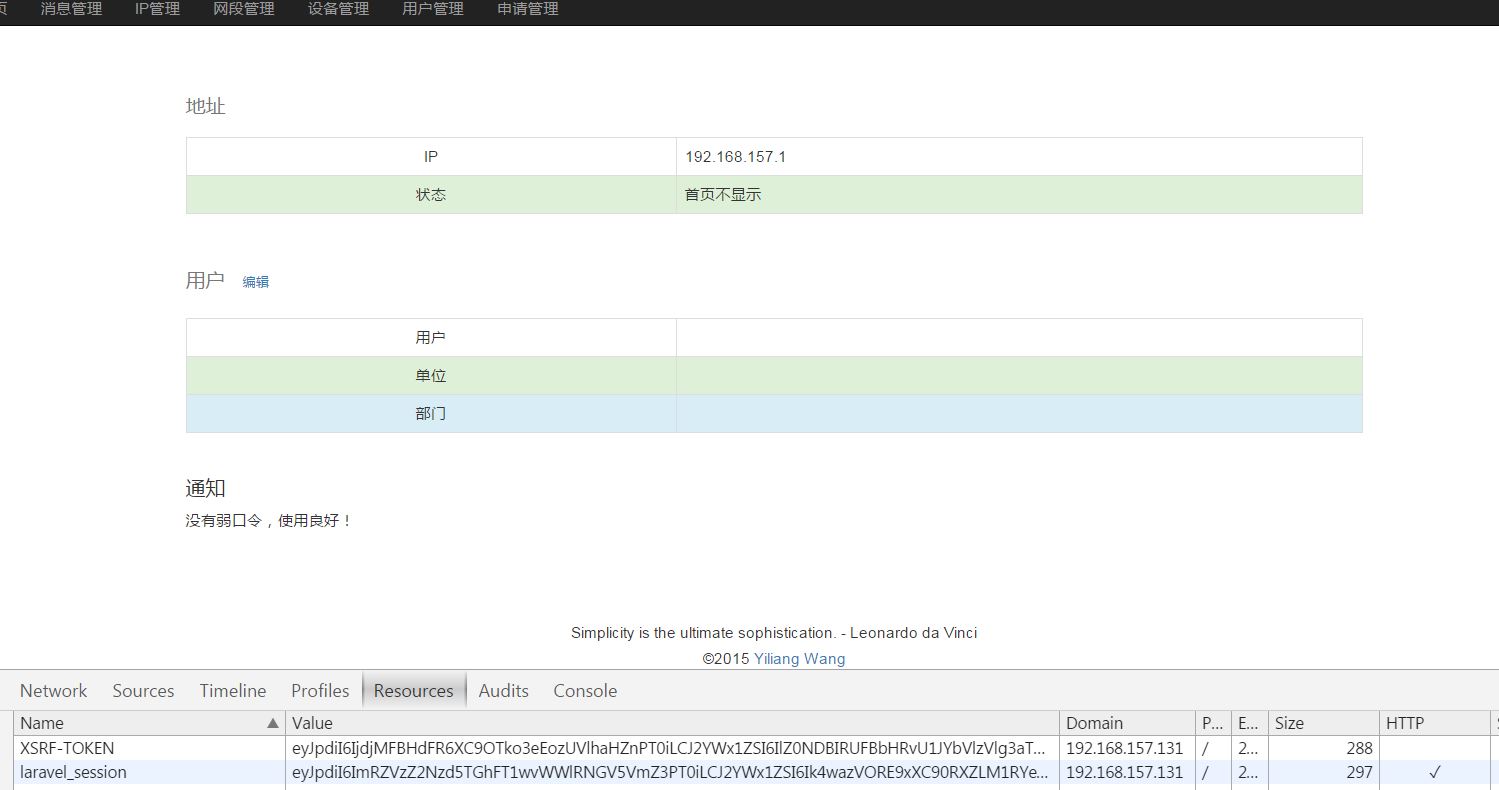 页 消息管理 IP管理 网段管理 设备管理 用户管理 申请管理
地址
IP 192.168.157.1
状态 首页不显示
用户 编辑
用户
单位
部门
通知
没有弱口令，使用良好！
Simplicity is the ultimate sophistication. - Leonardo da Vinci
©2015 Yiliang Wang
Network Sources Timeline Profiles Resources Audits Console
Name ▲ Value Domain P... E... Size HTTP
XSRF-TOKEN 192.168.157.131 / 2... 288
laravel_session 192.168.157.131 / 2... 297 ✓